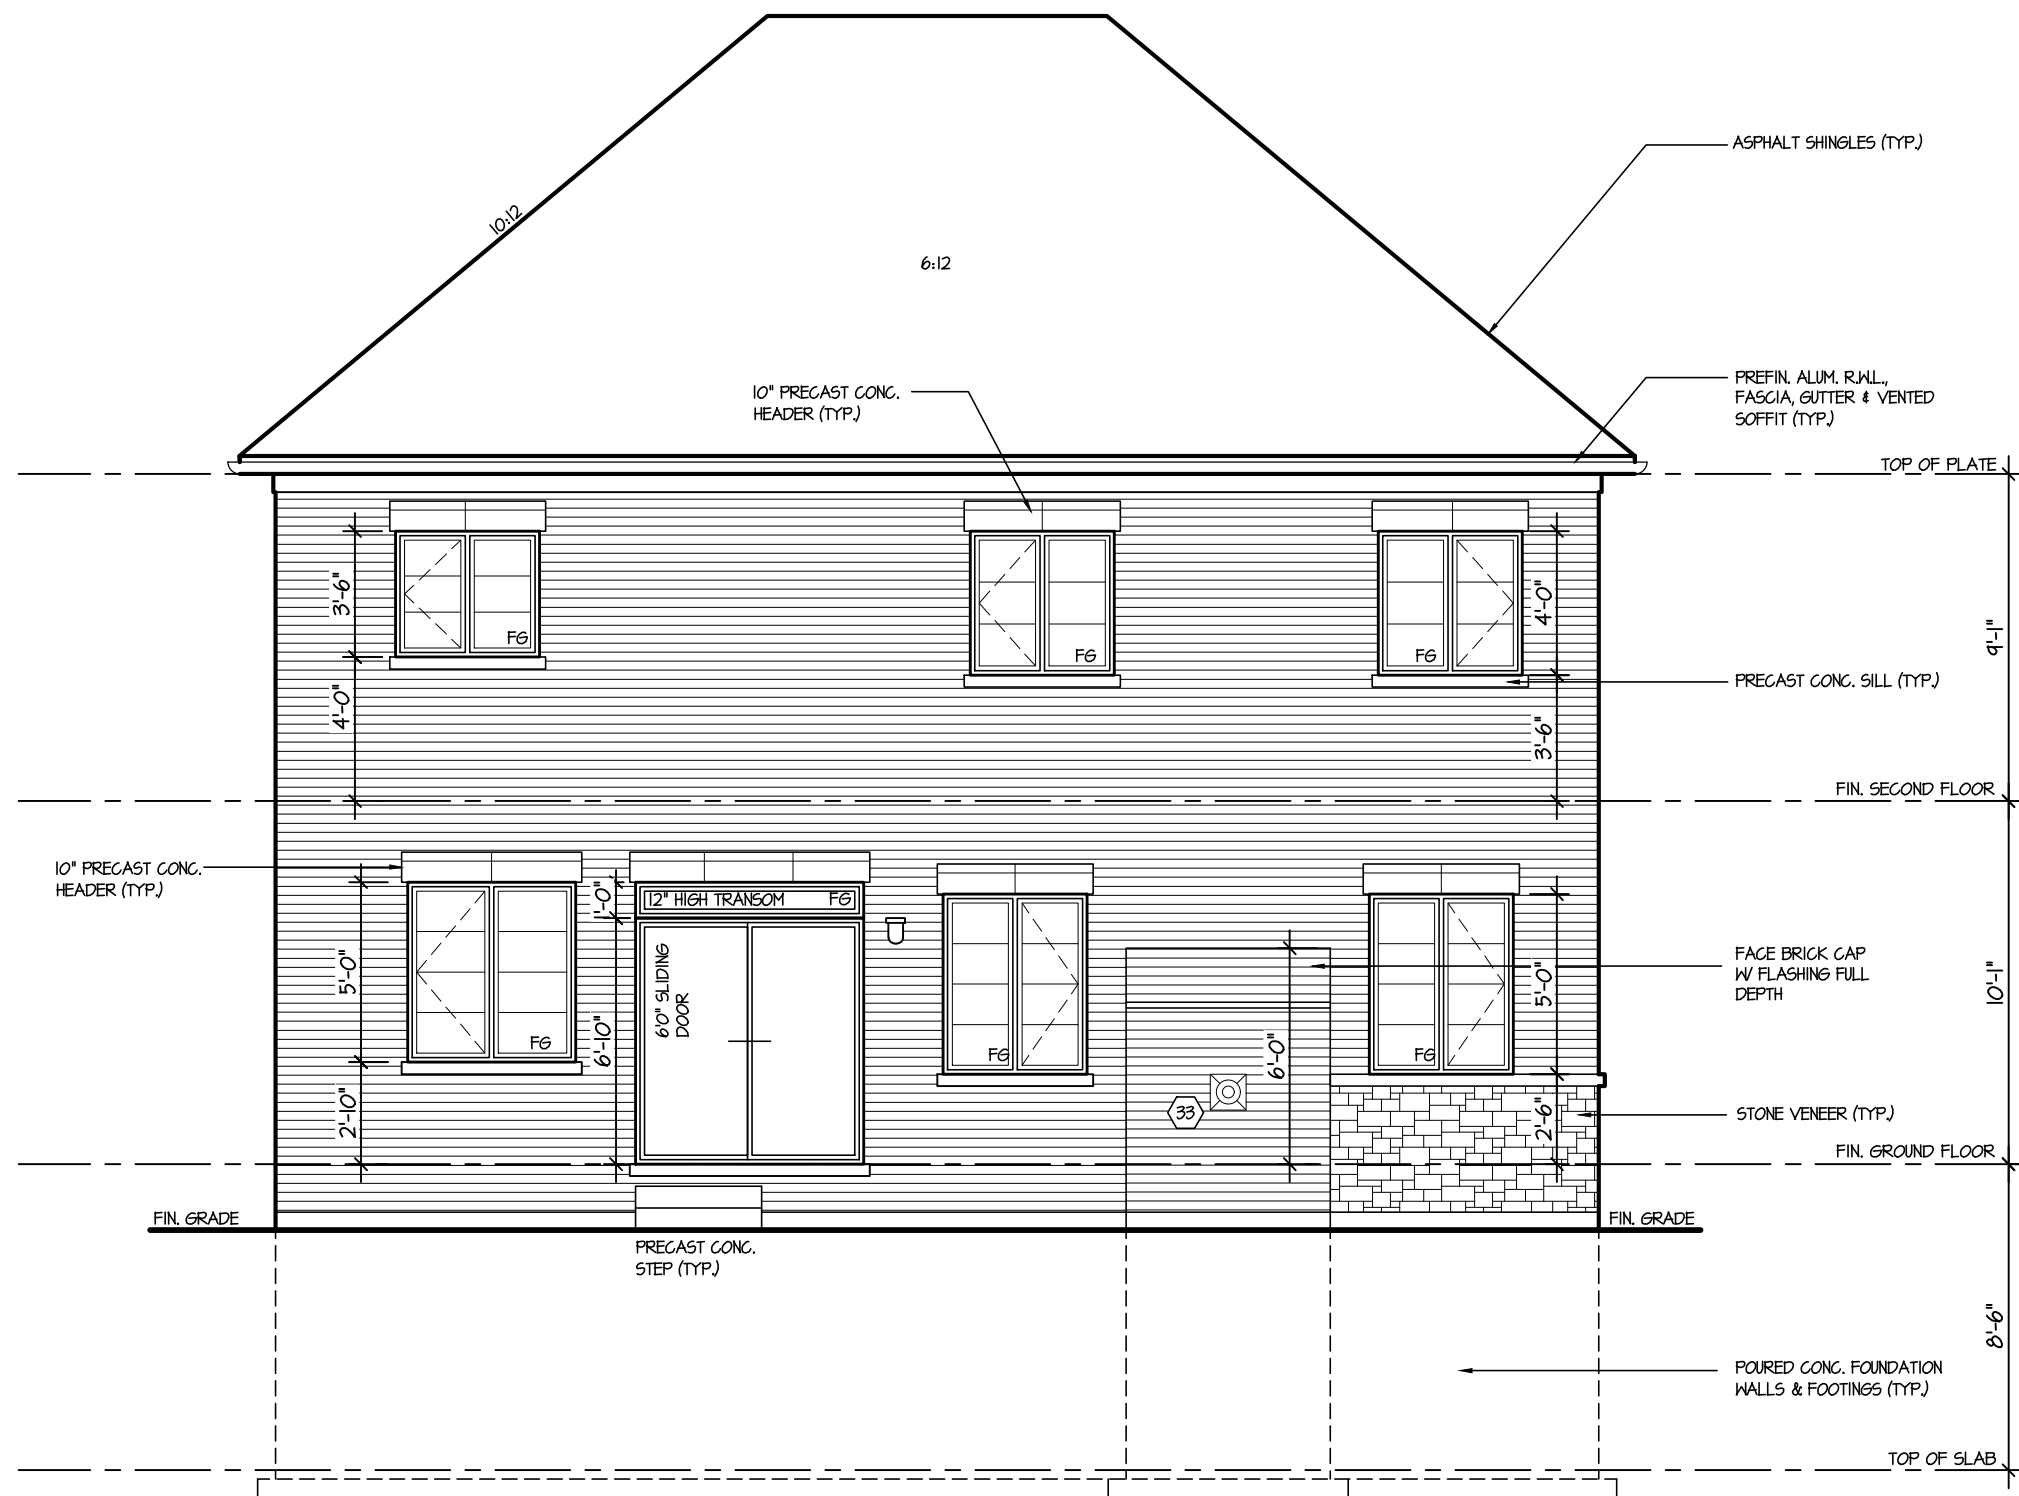 ASPHALT SHINGLES (TYP.)
10:12
6:12
10" PRECAST CONC.
HEADER (TYP.)
PREFIN. ALUM. R.W.L.,
FASCIA, GUTTER & VENTED
SOFFIT (TYP.)
TOP OF PLATE
3'-6"
4'-0"
FG
FG
FG
4'-0"
3'-6"
9'-1"
PRECAST CONC. SILL (TYP.)
FIN. SECOND FLOOR
10" PRECAST CONC.
HEADER (TYP.)
1'-0"
12" HIGH TRANSOM
FG
5'-0"
2'-10"
FG
6'-10"
6'0" SLIDING
DOOR
FG
6'-0"
33
FG
5'-0"
2'-6"
10'-1"
FACE BRICK CAP
W/ FLASHING FULL
DEPTH
STONE VENEER (TYP.)
FIN. GROUND FLOOR
FIN. GRADE
FIN. GRADE
PRECAST CONC.
STEP (TYP.)
8'-6"
POURED CONC. FOUNDATION
WALLS & FOOTINGS (TYP.)
TOP OF SLAB